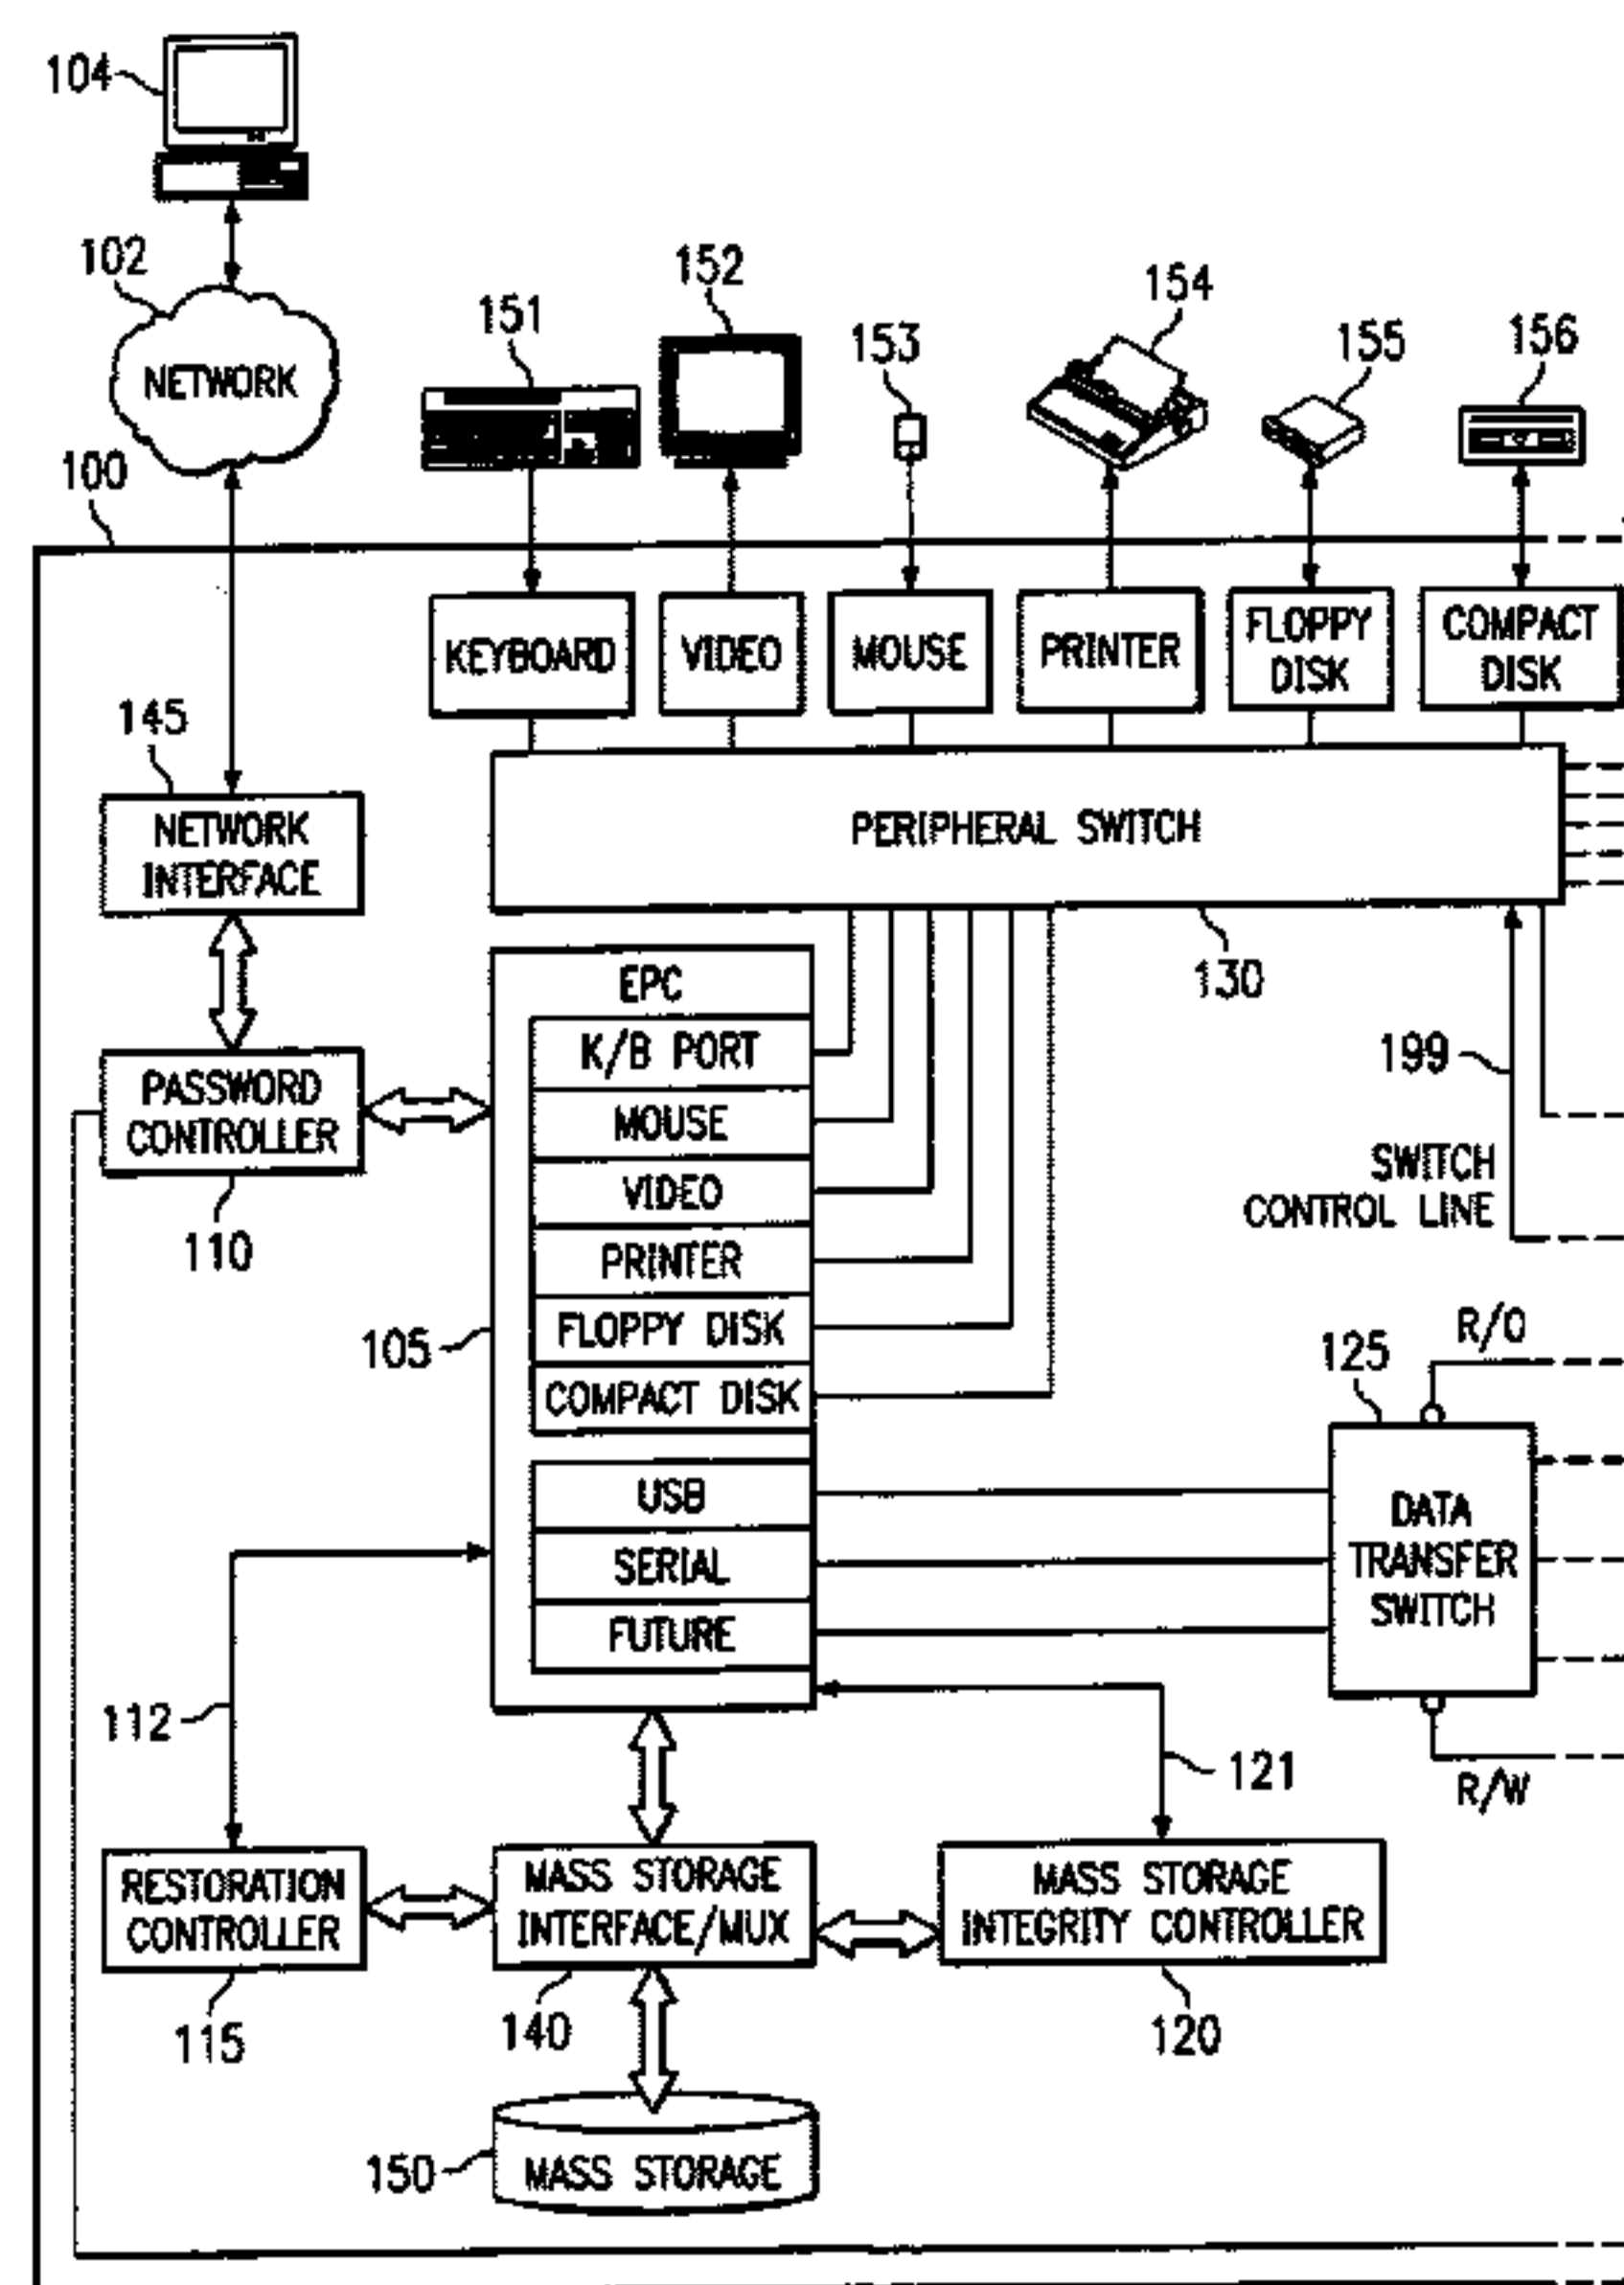 104
102
NETWORK
100
151
152
153
154
155
156
KEYBOARD
VIDEO
MOUSE
PRINTER
FLOPPY
DISK
COMPACT
DISK
145
NETWORK
INTERFACE
PERIPHERAL SWITCH
130
EPC
K/B PORT
MOUSE
VIDEO
PRINTER
FLOPPY DISK
COMPACT DISK
USB
SERIAL
FUTURE
105
PASSWORD
CONTROLLER
110
199
SWITCH
CONTROL LINE
R/O
125
DATA
TRANSFER
SWITCH
R/W
112
121
RESTORATION
CONTROLLER
115
MASS STORAGE
INTERFACE/MUX
140
MASS STORAGE
INTEGRITY CONTROLLER
120
150
MASS STORAGE